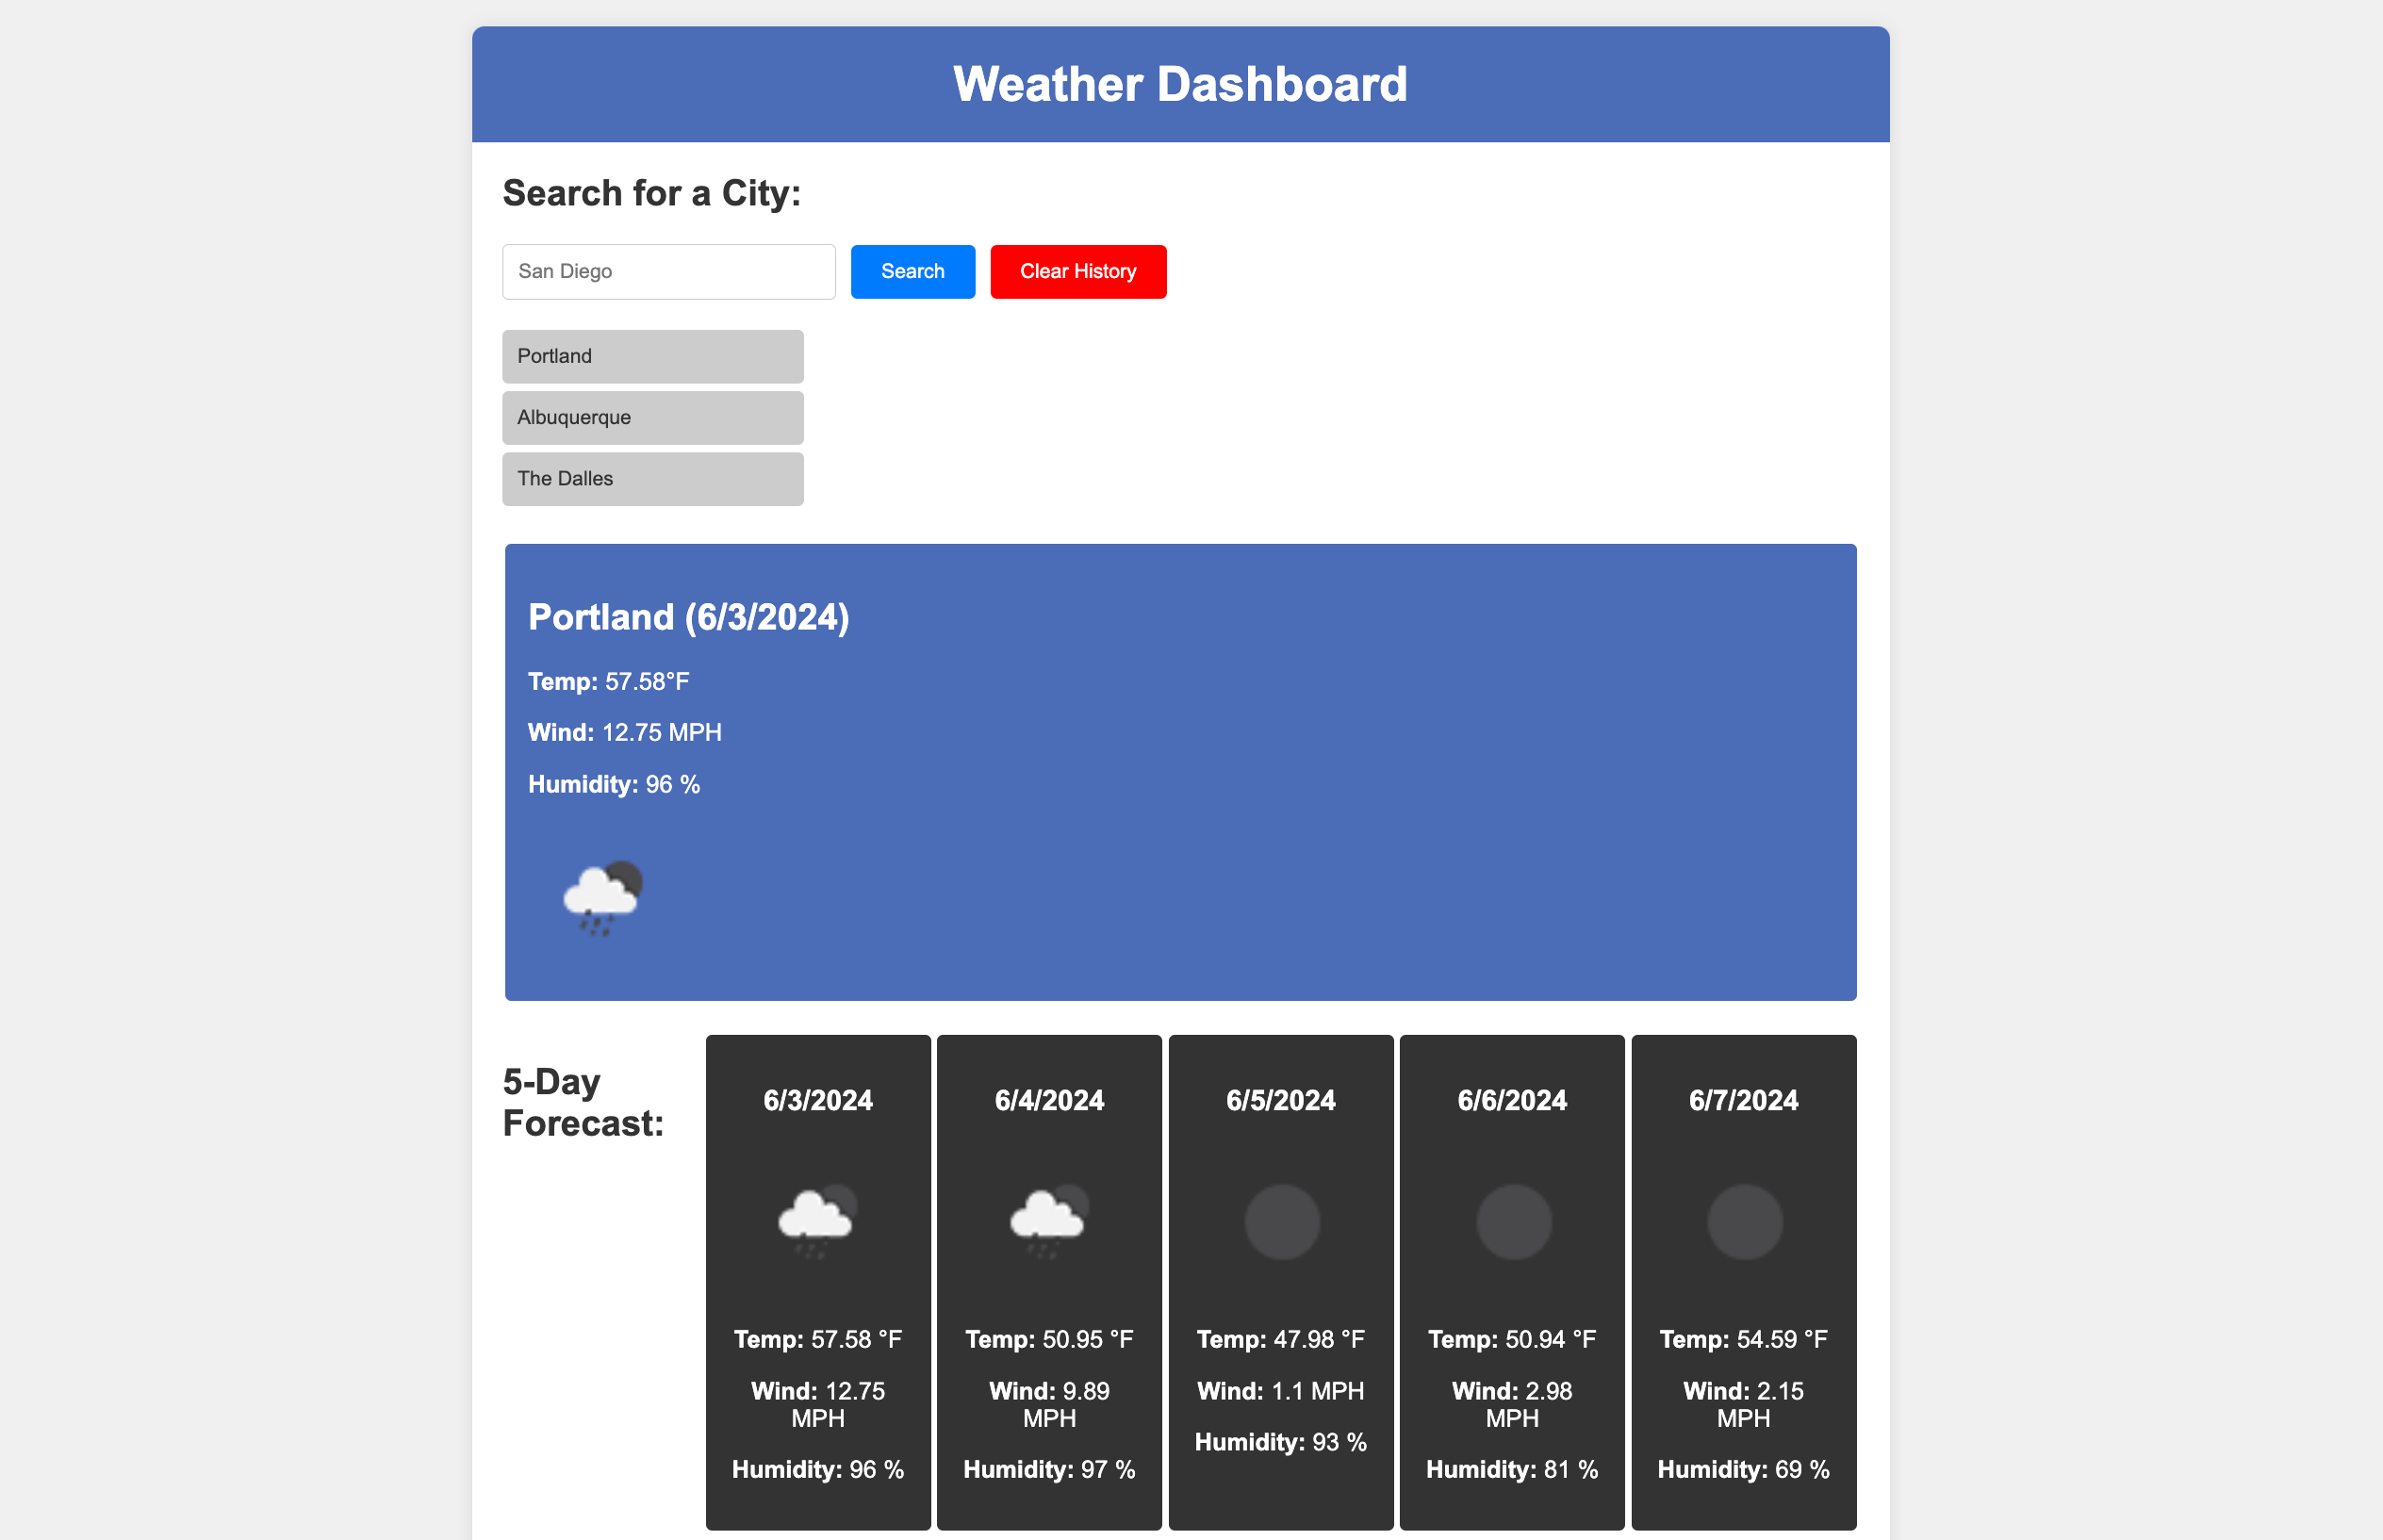 Weather Dashboard
Search for a City:
San Diego
Search
Clear History
Portland
Albuquerque
The Dalles
Portland (6/3/2024)
Temp: 57.58°F
Wind: 12.75 MPH
Humidity: 96 %
5-Day
Forecast:
6/3/2024
Temp: 57.58 °F
Wind: 12.75
MPH
Humidity: 96 %
6/4/2024
Temp: 50.95 °F
Wind: 9.89
MPH
Humidity: 97 %
6/5/2024
Temp: 47.98 °F
Wind: 1.1 MPH
Humidity: 93 %
6/6/2024
Temp: 50.94 °F
Wind: 2.98
MPH
Humidity: 81 %
6/7/2024
Temp: 54.59 °F
Wind: 2.15
MPH
Humidity: 69 %